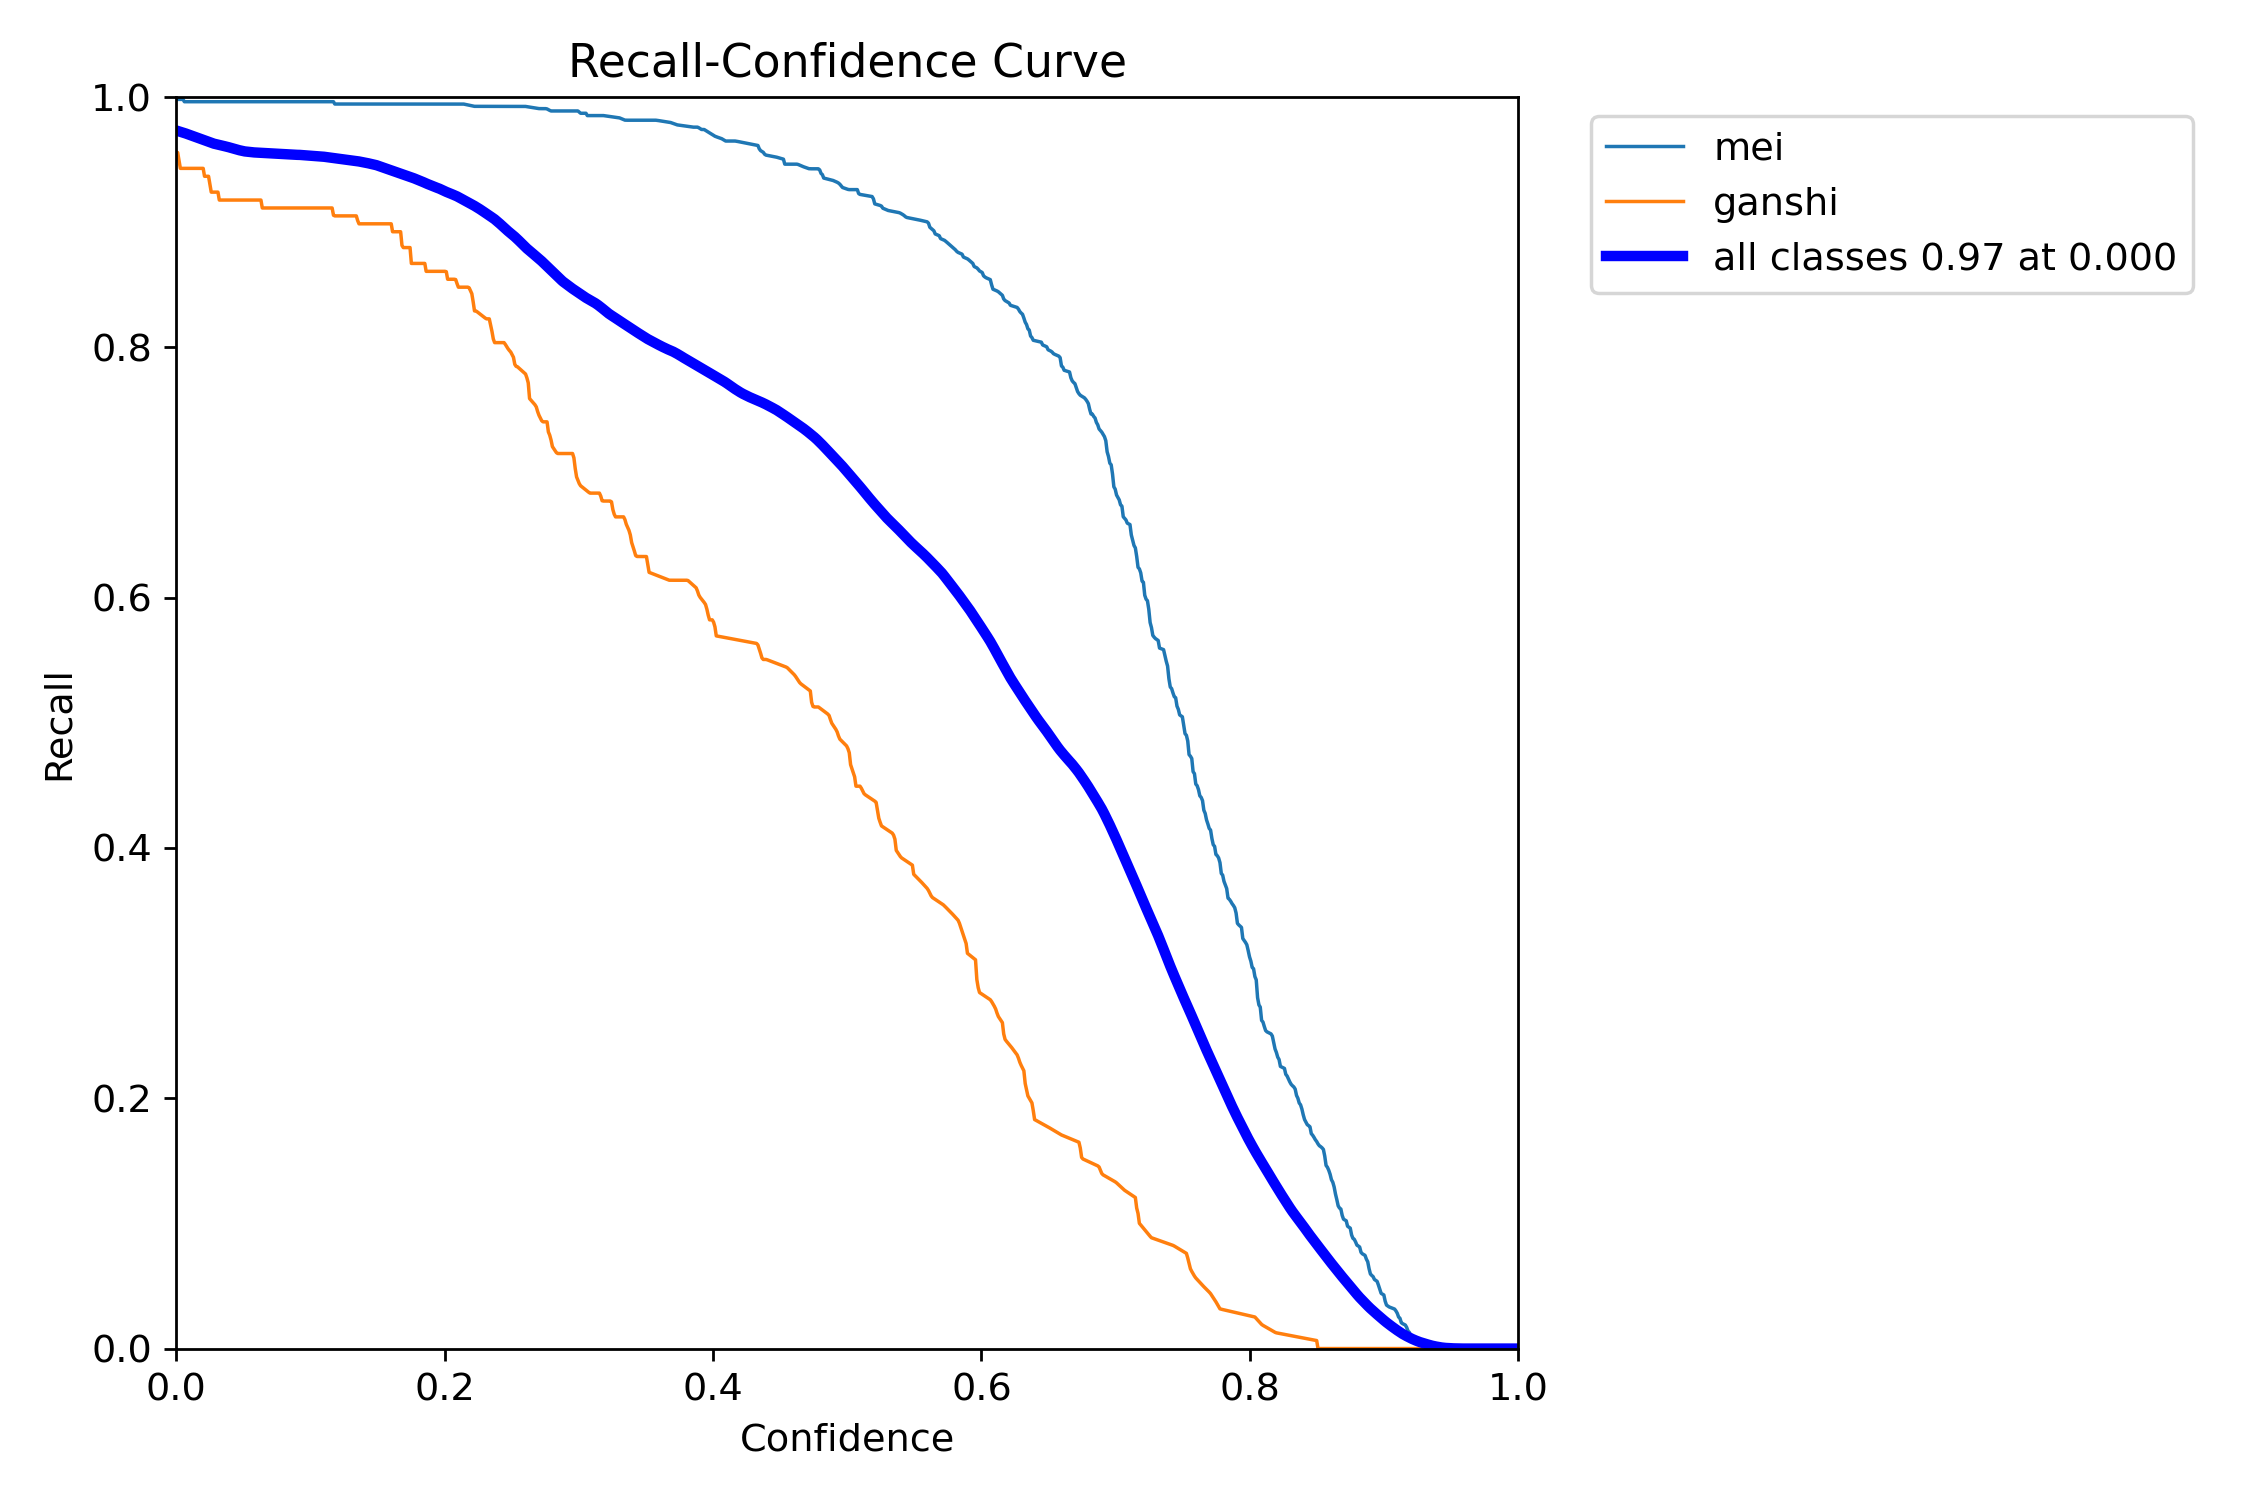 Recall-Confidence Curve
1.0
0.8
0.6
0.4
0.2
0.0
Recall
0.0 0.2 0.4 0.6 0.8 1.0
Confidence
mei
ganshi
all classes 0.97 at 0.000